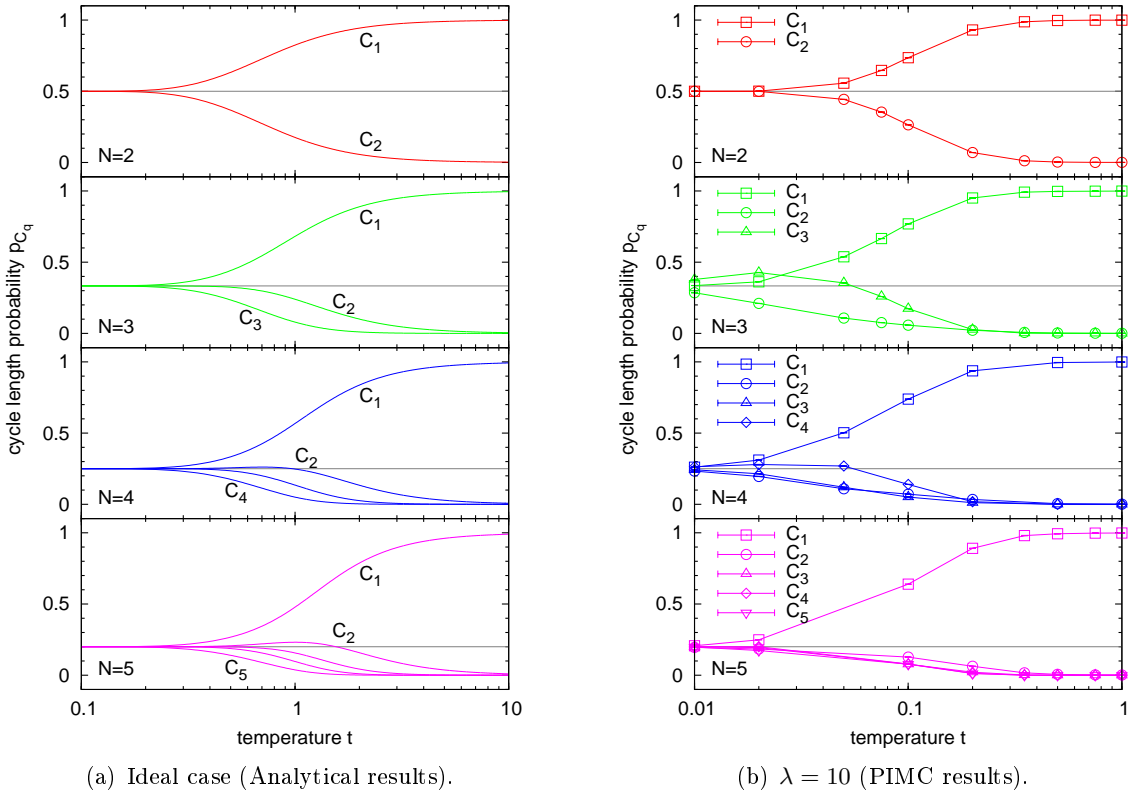 cycle length probability p_Cq
1
0.5
0
C1
C2
N=2
1
0.5
0
C1
C2
C3
N=3
1
0.5
0
C1
C2
C4
N=4
1
0.5
0
C1
C2
C5
N=5
0.1
1
10
temperature t
(a) Ideal case (Analytical results).
cycle length probability p_Cq
1
0.5
0
C1
C2
N=2
1
0.5
0
C1
C2
C3
N=3
1
0.5
0
C1
C2
C3
C4
N=4
1
0.5
0
C1
C2
C3
C4
C5
N=5
0.01
0.1
1
temperature t
(b) λ = 10 (PIMC results).